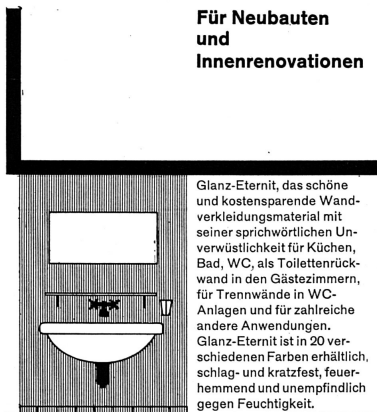 Für Neubauten
und
Innenrenovationen
Glanz-Eternit, das schöne
und kostensparende Wand-
verkleidungsmaterial mit
seiner sprichwörtlichen Un-
verwüstlichkeit für Küchen,
Bad, WC, als Toilettenrück-
wand in den Gästezimmern,
für Trennwände in WC-
Anlagen und für zahlreiche
andere Anwendungen.
Glanz-Eternit ist in 20 ver-
schiedenen Farben erhältlich,
schlag- und kratzfest, feuer-
hemmend und unempfindlich
gegen Feuchtigkeit.